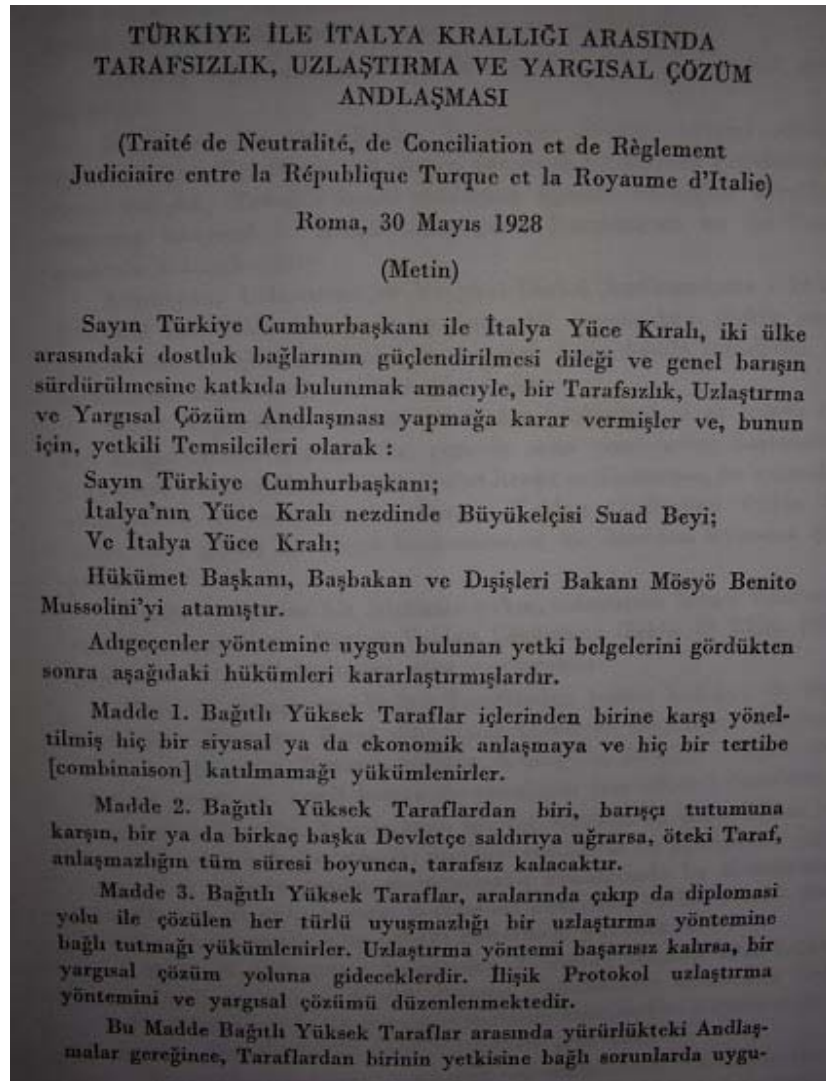 TÜRKİYE İLE İTALYA KRALLIĞI ARASINDA
TARAFSIZLIK, UZLAŞTIRMA VE YARGISAL ÇÖZÜM
ANDLAŞMASI
(Traité de Neutralité, de Conciliation et de Règlement
Judiciaire entre la République Turque et la Royaume d'Italie)
Roma, 30 Mayıs 1928
(Metin)
Sayın Türkiye Cumhurbaşkanı ile İtalya Yüce Kıralı, iki ülke
arasındaki dostluk bağlarının güçlendirilmesi dileği ve genel barışın
sürdürülmesine katkıda bulunmak amacıyle, bir Tarafsızlık, Uzlaştırma
ve Yargısal Çözüm Andlaşması yapmağa karar vermişler ve, bunun
için, yetkili Temsilcileri olarak :
Sayın Türkiye Cumhurbaşkanı;
İtalya'nın Yüce Kralı nezdinde Büyükelçisi Suad Beyi;
Ve İtalya Yüce Kralı;
Hükümet Başkanı, Başbakan ve Dışişleri Bakanı Mösyö Benito
Mussolini'yi atamıştır.
Adıgeçenler yöntemine uygun bulunan yetki belgelerini gördükten
sonra aşağıdaki hükümleri kararlaştırmışlardır.
Madde 1. Bağıtlı Yüksek Taraflar içlerinden birine karşı yönel-
tilmiş hiç bir siyasal ya da ekonomik anlaşmaya ve hiç bir tertibe
[combinaison] katılmamağı yükümlenirler.
Madde 2. Bağıtlı Yüksek Taraflardan biri, barışçı tutumuna
karşın, bir ya da birkaç başka Devletçe saldırıya uğrarsa, öteki Taraf,
anlaşmazlığın tüm süresi boyunca, tarafsız kalacaktır.
Madde 3. Bağıtlı Yüksek Taraflar, aralarında çıkıp da diplomasi
yolu ile çözülen her türlü uyuşmazlığı bir uzlaştırma yöntemine
bağlı tutmağı yükümlenirler. Uzlaştırma yöntemi başarısız kalırsa, bir
yargısal çözüm yoluna gideceklerdir. İlişik Protokol uzlaştırma
yöntemini ve yargısal çözümü düzenlenmektedir.
Bu Madde Bağıtlı Yüksek Taraflar arasında yürürlükteki Andlaş-
malar gereğince, Taraflardan birinin yetkisine bağlı sorunlarda uygu-